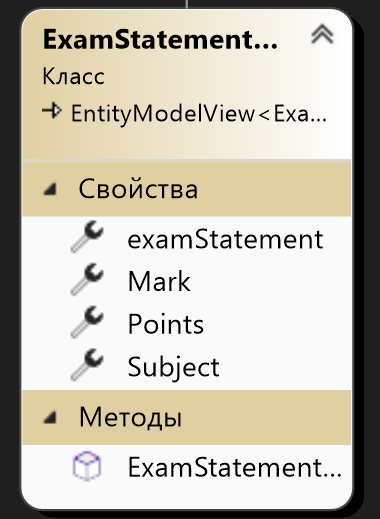 ExamStatement...
Класс
EntityModelView<Exa...
Свойства
examStatement
Mark
Points
Subject
Методы
ExamStatement...